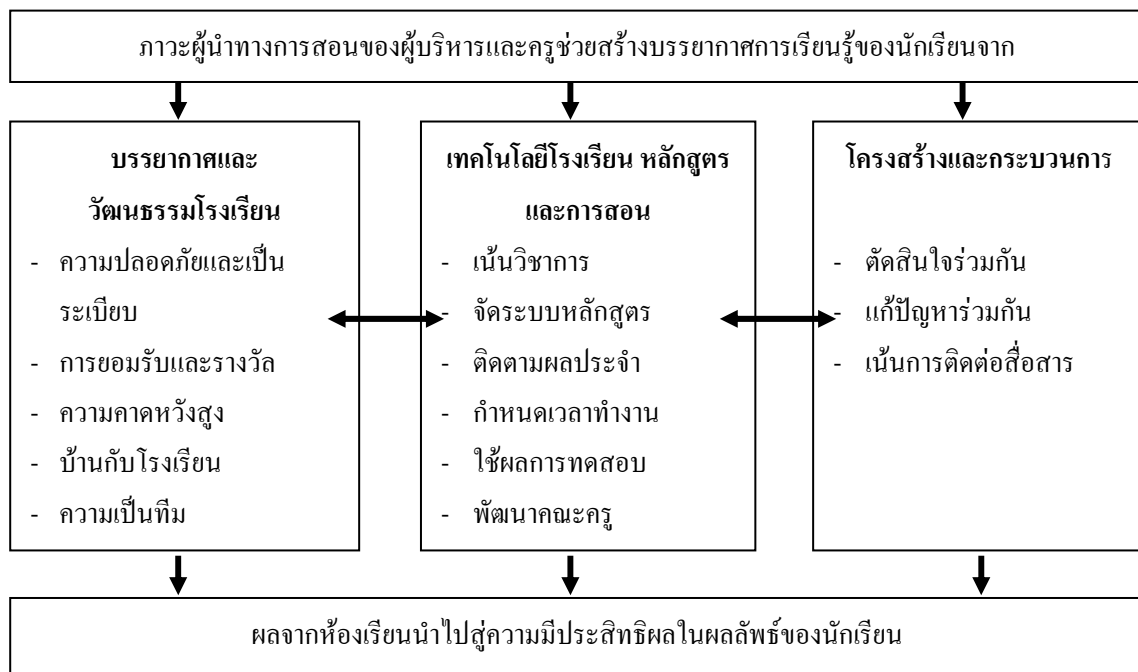 ภาวะผู้นำทางการสอนของผู้บริหารและครูช่วยสร้างบรรยากาศการเรียนรู้ของนักเรียนจาก
บรรยากาศและ
วัฒนธรรมโรงเรียน
- ความปลอดภัยและเป็น
ระเบียบ
- การยอมรับและรางวัล
- ความคาดหวังสูง
- บ้านกับโรงเรียน
- ความเป็นทีม
เทคโนโลยีโรงเรียน หลักสูตร
และการสอน
- เน้นวิชาการ
- จัดระบบหลักสูตร
- ติดตามผลประจำ
- กำหนดเวลาทำงาน
- ใช้ผลการทดสอบ
- พัฒนาคณะครู
โครงสร้างและกระบวนการ
- ตัดสินใจร่วมกัน
- แก้ปัญหาร่วมกัน
- เน้นการติดต่อสื่อสาร
ผลจากห้องเรียนนำไปสู่ความมีประสิทธิผลในผลลัพธ์ของนักเรียน